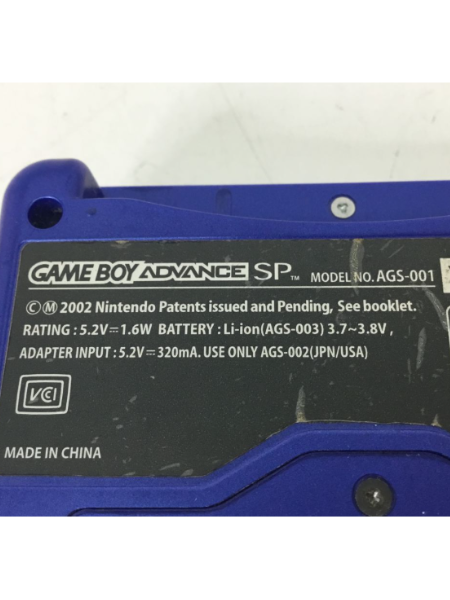 GAME BOY ADVANCE SP™ MODEL NO. AGS-001
©Ⓜ 2002 Nintendo Patents issued and Pending, See booklet.
RATING : 5.2V⎓1.6W BATTERY : Li-ion(AGS-003) 3.7~3.8V ,
ADAPTER INPUT : 5.2V⎓320mA. USE ONLY AGS-002(JPN/USA)
VCCI
MADE IN CHINA